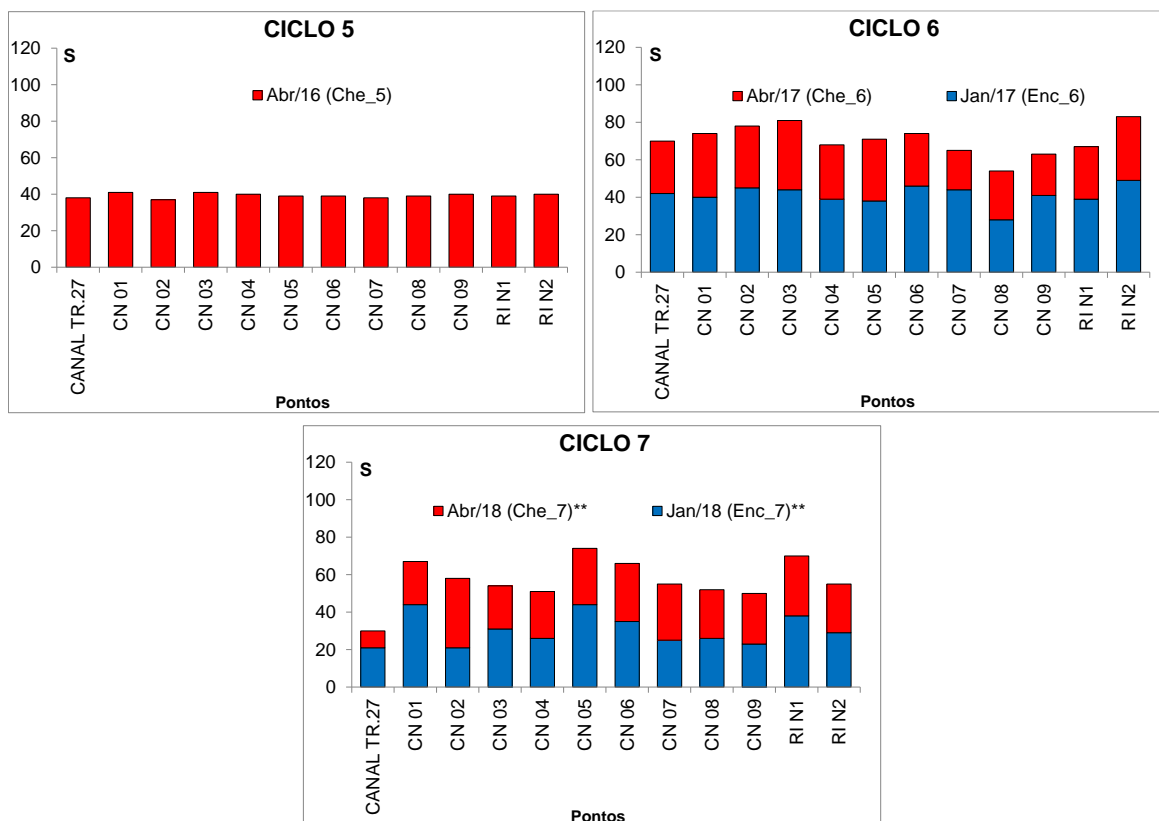 CICLO 5
S
120
100
80
60
40
20
0
Abr/16 (Che_5)
CANAL TR.27
CN 01
CN 02
CN 03
CN 04
CN 05
CN 06
CN 07
CN 08
CN 09
RI N1
RI N2
Pontos
CICLO 6
S
120
100
80
60
40
20
0
Abr/17 (Che_6) Jan/17 (Enc_6)
CANAL TR.27
CN 01
CN 02
CN 03
CN 04
CN 05
CN 06
CN 07
CN 08
CN 09
RI N1
RI N2
Pontos
CICLO 7
S
120
100
80
60
40
20
0
Abr/18 (Che_7)** Jan/18 (Enc_7)**
CANAL TR.27
CN 01
CN 02
CN 03
CN 04
CN 05
CN 06
CN 07
CN 08
CN 09
RI N1
RI N2
Pontos